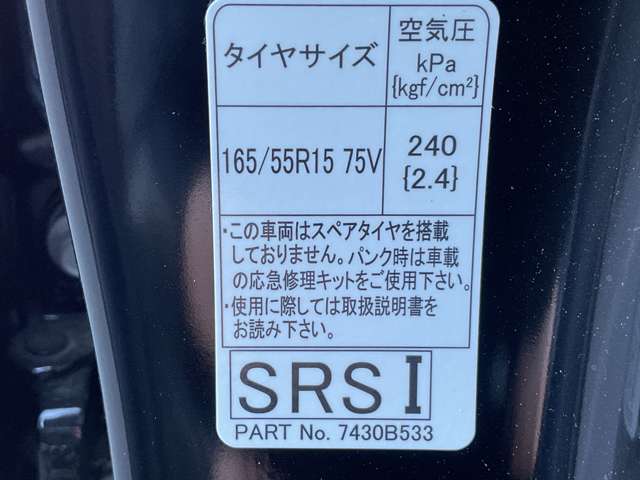 タイヤサイズ
空気圧
kPa
{kgf/cm²}
165/55R15 75V
240
{2.4}
・この車両はスペアタイヤを搭載
しておりません。パンク時は車載
の応急修理キットをご使用下さい。
・使用に際しては取扱説明書を
お読み下さい。
SRS I
PART No. 7430B533